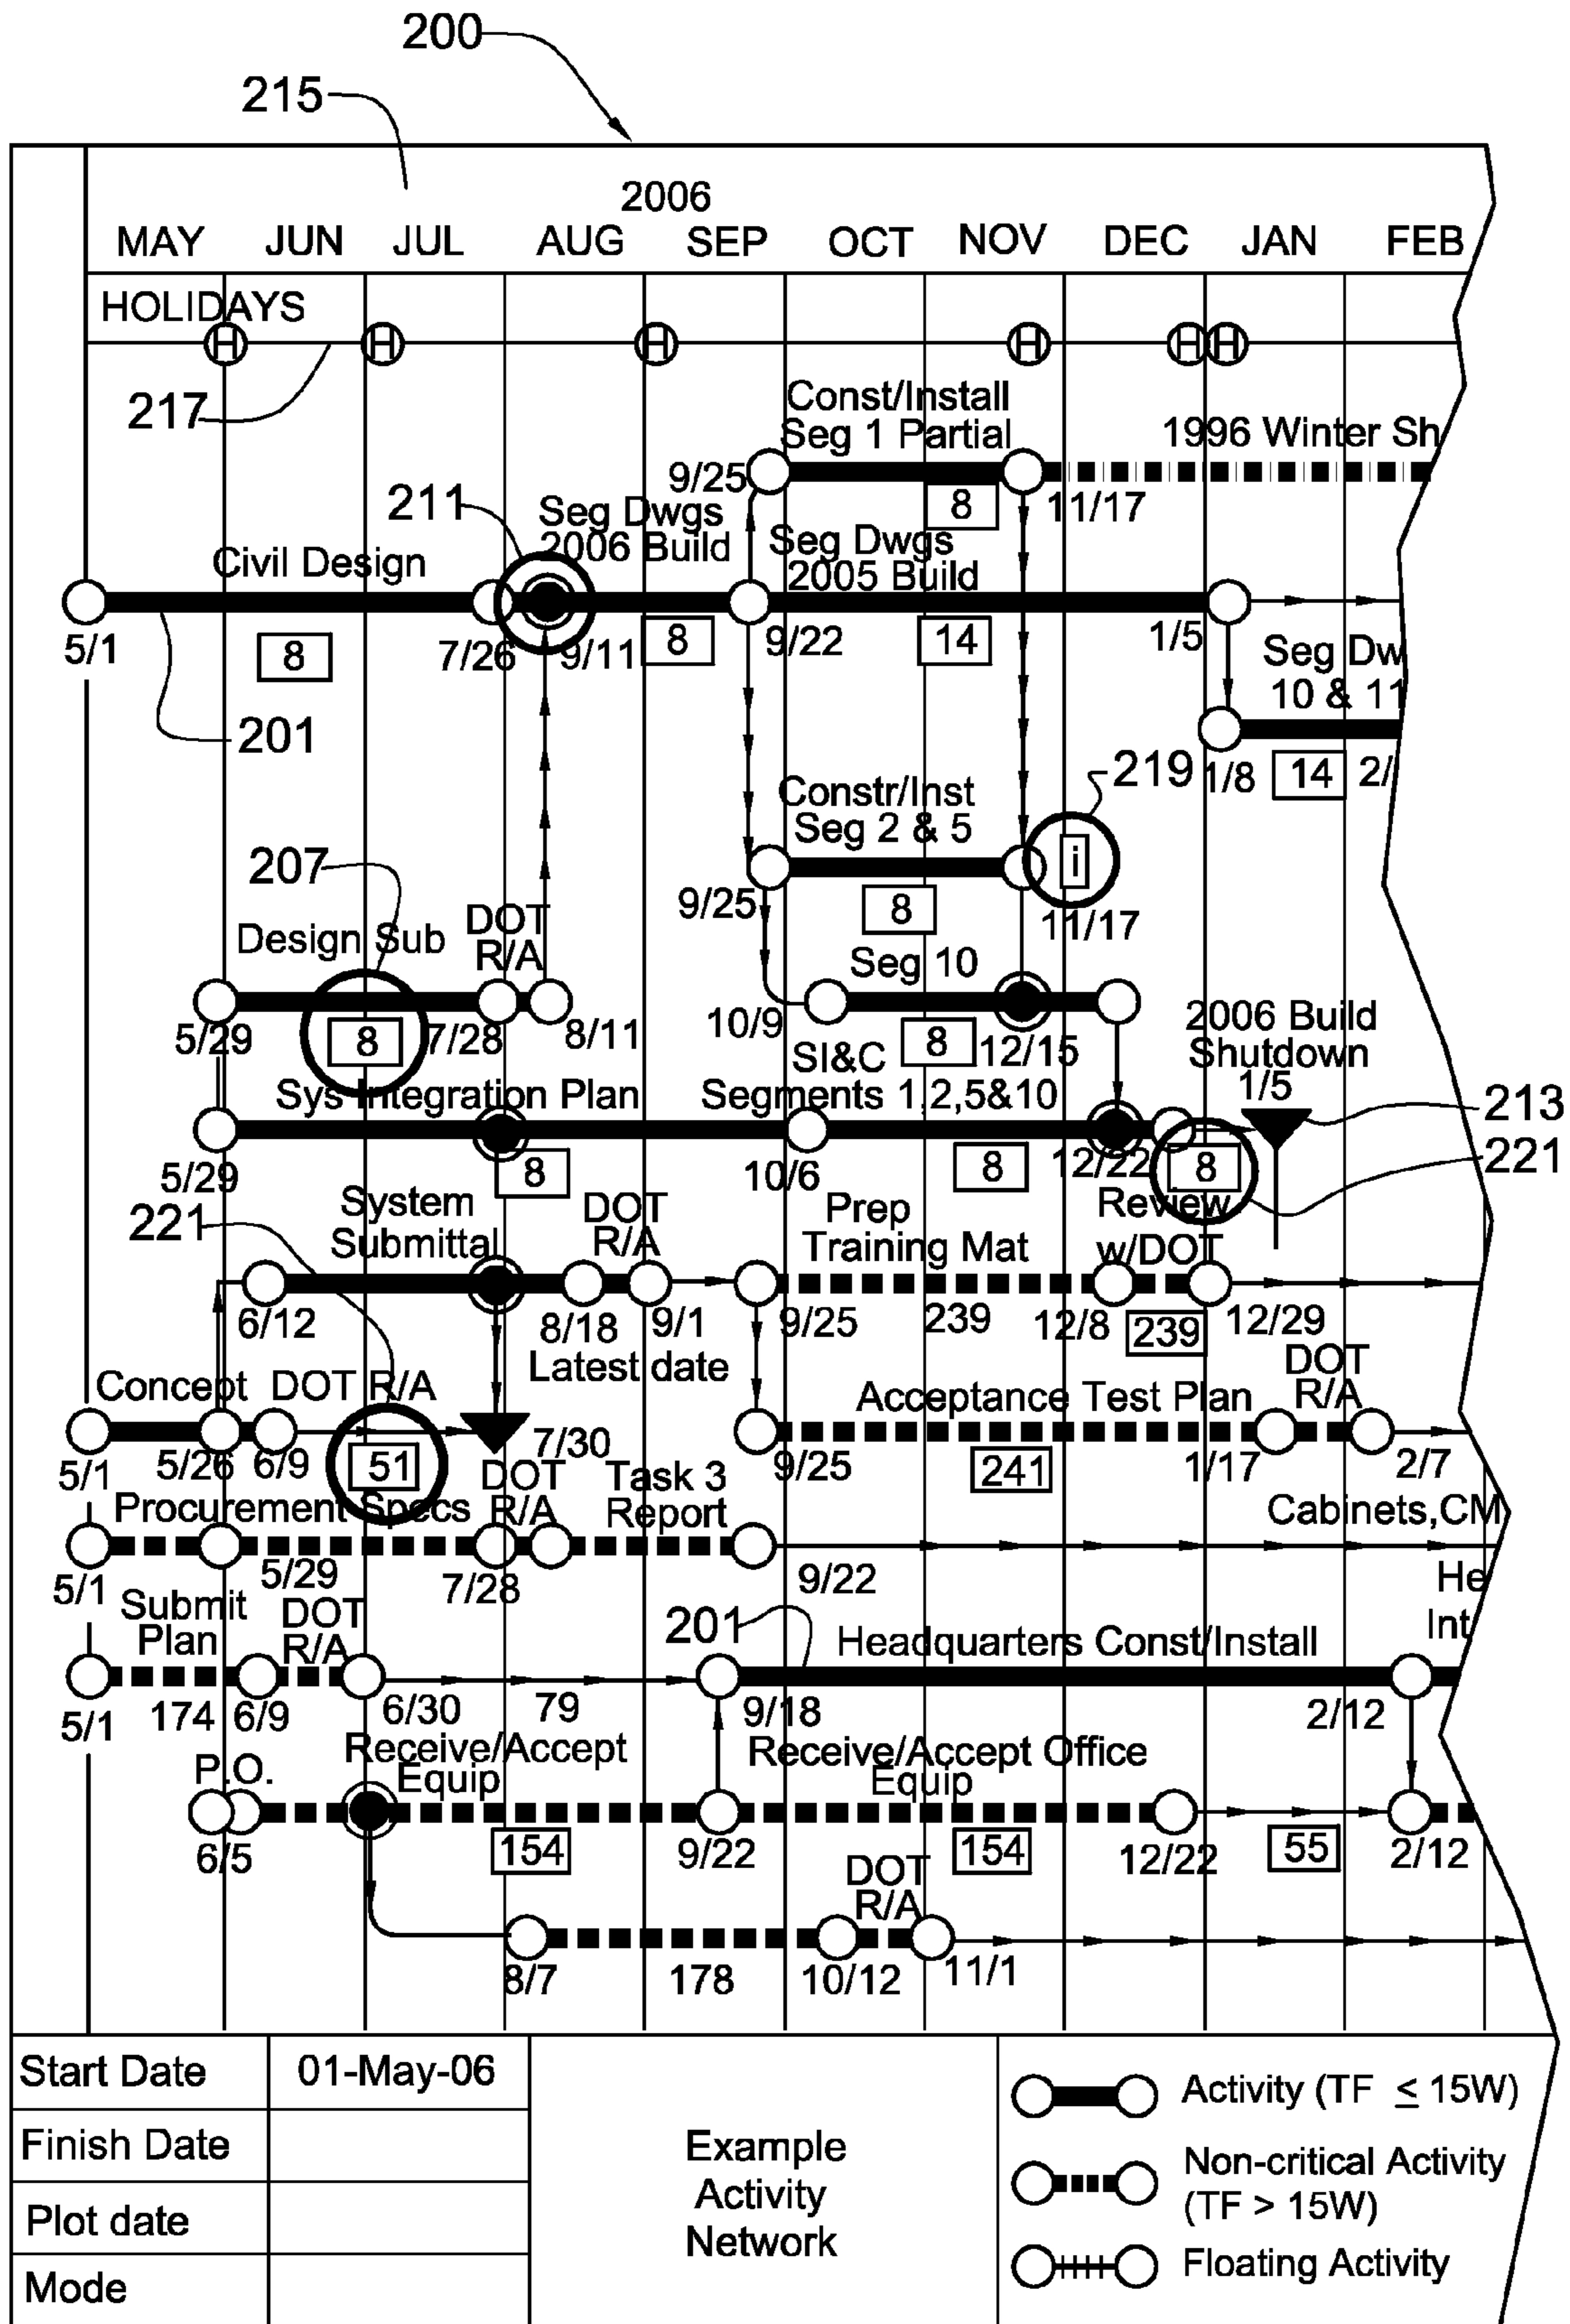 200
215
2006
MAY JUN JUL AUG SEP OCT NOV DEC JAN FEB
HOLIDAYS
H H H H H H
217
Const/Install
Seg 1 Partial
1996 Winter Sh
9/25
8
11/17
211
Seg Dwgs
2006 Build
Seg Dwgs
2005 Build
Civil Design
5/1
8
7/26
9/11
8
9/22
14
1/5
Seg Dw
10 & 11
201
219
1/8
14
2/
Constr/Inst
Seg 2 & 5
i
207
9/25
8
11/17
Design Sub
DOT
R/A
Seg 10
5/29
8
7/28
8/11
10/9
8
12/15
2006 Build
Shutdown
1/5
SI&C
Segments 1,2,5&10
Sys Integration Plan
213
5/29
8
10/6
8
12/22
8
221
221
System
Submittal
DOT
R/A
Prep
Training Mat
Review
w/DOT
6/12
8/18
9/1
9/25
239
12/8
239
12/29
Latest date
Concept
DOT R/A
Acceptance Test Plan
DOT
R/A
5/1
5/26
6/9
51
7/30
9/25
241
1/17
2/7
Procurement Specs
DOT
R/A
Task 3
Report
Cabinets,CM
5/1
5/29
7/28
9/22
He
Int
Submit
Plan
DOT
R/A
201
Headquarters Const/Install
5/1
174
6/9
6/30
79
9/18
2/12
P.O.
Receive/Accept
Equip
Receive/Accept Office
Equip
6/5
154
9/22
154
12/22
55
2/12
DOT
R/A
8/7
178
10/12
11/1
Start Date 01-May-06
Finish Date
Plot date
Mode
Example
Activity
Network
Activity (TF ≤ 15W)
Non-critical Activity
(TF > 15W)
Floating Activity